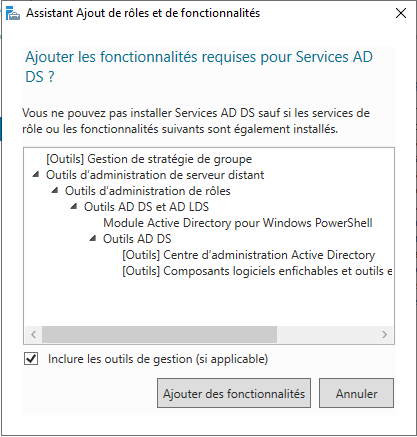 Assistant Ajout de rôles et de fonctionnalités
Ajouter les fonctionnalités requises pour Services AD
DS ?
Vous ne pouvez pas installer Services AD DS sauf si les services de
rôle ou les fonctionnalités suivants sont également installés.
[Outils] Gestion de stratégie de groupe
Outils d'administration de serveur distant
Outils d'administration de rôles
Outils AD DS et AD LDS
Module Active Directory pour Windows PowerShell
Outils AD DS
[Outils] Centre d'administration Active Directory
[Outils] Composants logiciels enfichables et outils e
Inclure les outils de gestion (si applicable)
Ajouter des fonctionnalités
Annuler